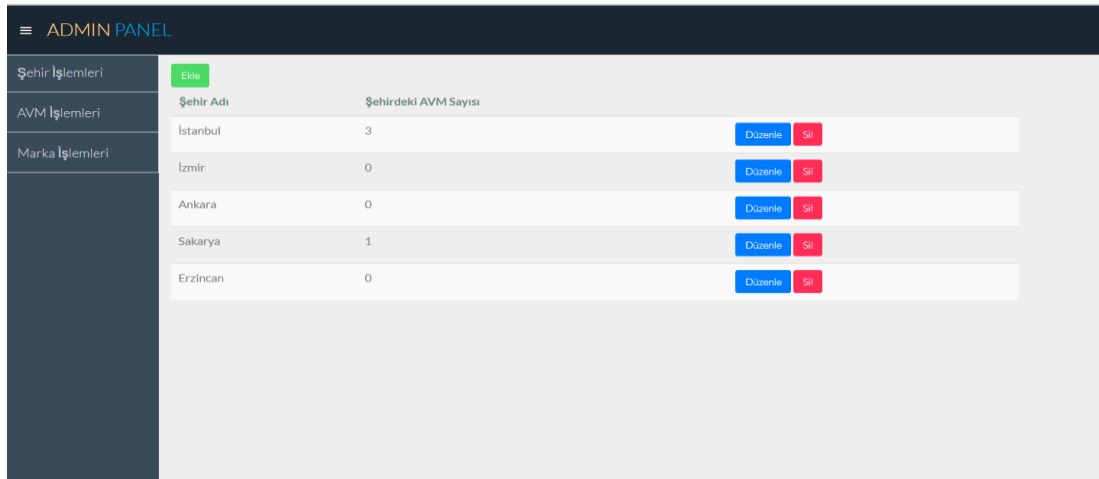 ≡ ADMIN PANEL
Şehir İşlemleri
AVM İşlemleri
Marka İşlemleri
Ekle
Şehir Adı Şehirdeki AVM Sayısı
İstanbul 3 Düzenle Sil
İzmir 0 Düzenle Sil
Ankara 0 Düzenle Sil
Sakarya 1 Düzenle Sil
Erzincan 0 Düzenle Sil